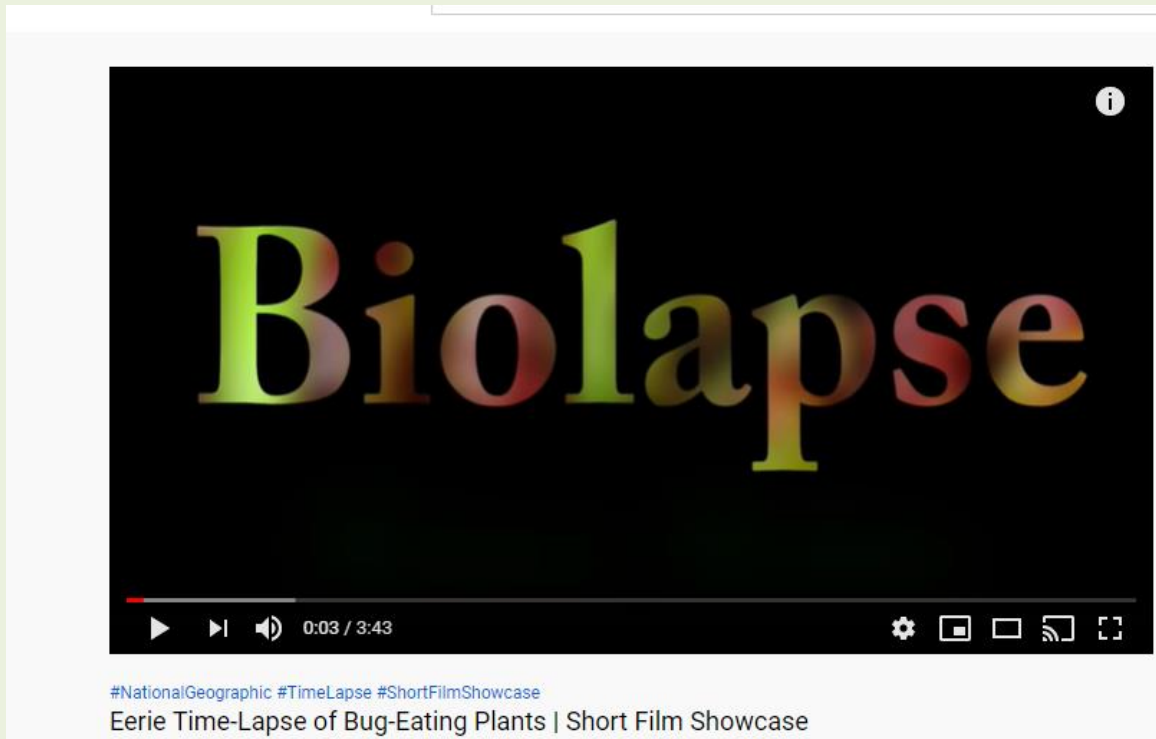 Biolapse
0:03 / 3:43
#NationalGeographic #TimeLapse #ShortFilmShowcase
Eerie Time-Lapse of Bug-Eating Plants | Short Film Showcase